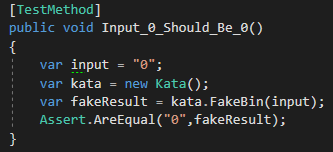 [TestMethod]
public void Input_0_Should_Be_0()
{
var input = "0";
var kata = new Kata();
var fakeResult = kata.FakeBin(input);
Assert.AreEqual("0",fakeResult);
}